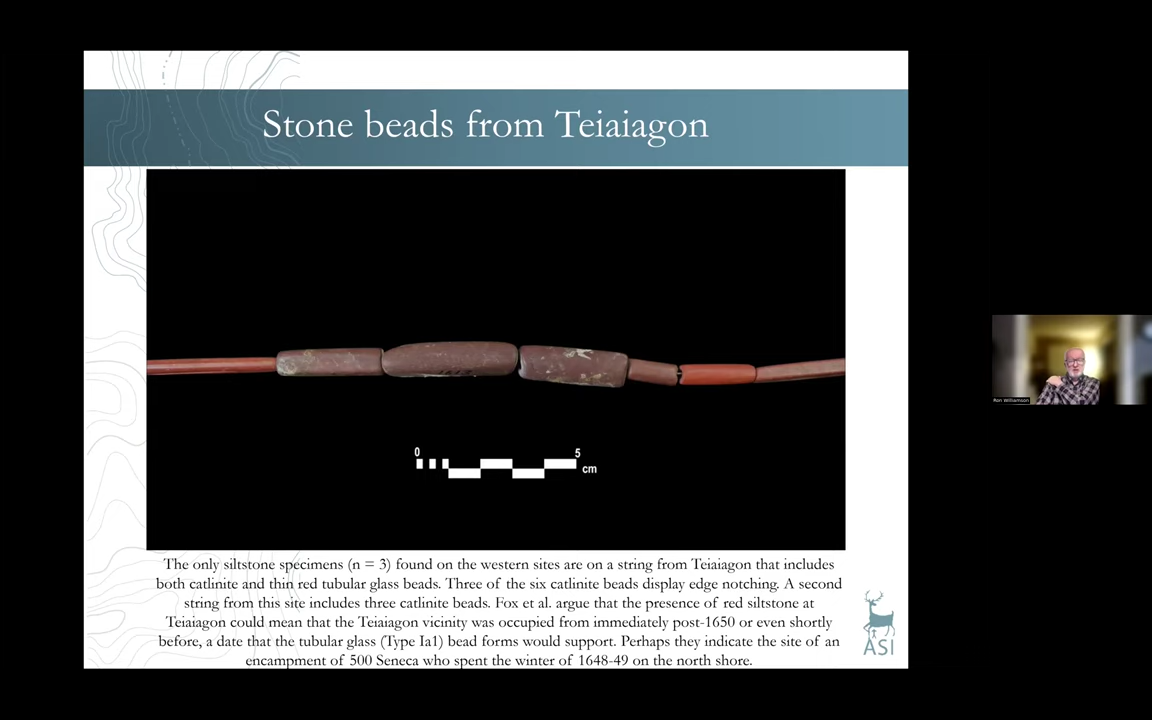 Stone beads from Teiaiagon
0 5
cm
Ron Williamson
The only siltstone specimens (n = 3) found on the western sites are on a string from Teiaiagon that includes
both catlinite and thin red tubular glass beads. Three of the six catlinite beads display edge notching. A second
string from this site includes three catlinite beads. Fox et al. argue that the presence of red siltstone at
Teiaiagon could mean that the Teiaiagon vicinity was occupied from immediately post-1650 or even shortly
before, a date that the tubular glass (Type Ia1) bead forms would support. Perhaps they indicate the site of an
encampment of 500 Seneca who spent the winter of 1648-49 on the north shore.
ASI